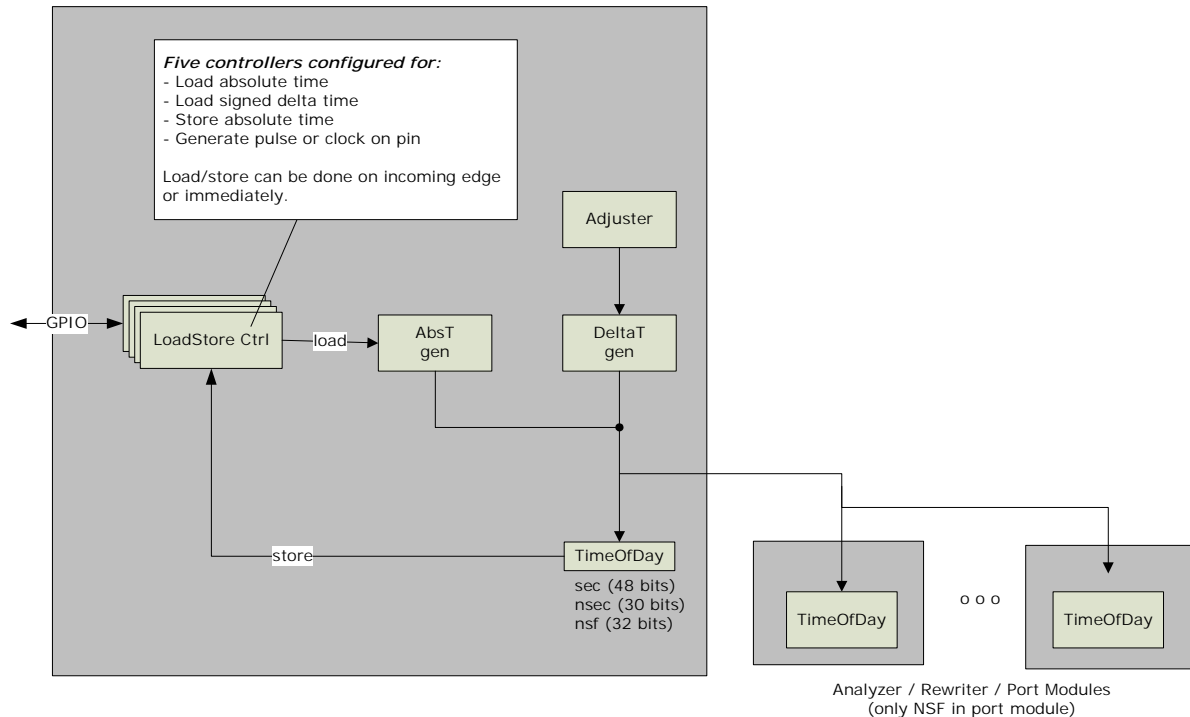 Five controllers configured for:
- Load absolute time
- Load signed delta time
- Store absolute time
- Generate pulse or clock on pin
Load/store can be done on incoming edge
or immediately.
Adjuster
GPIO
LoadStore Ctrl
load
AbsT
gen
DeltaT
gen
store
TimeOfDay
sec (48 bits)
nsec (30 bits)
nsf (32 bits)
TimeOfDay
o o o
TimeOfDay
Analyzer / Rewriter / Port Modules
(only NSF in port module)